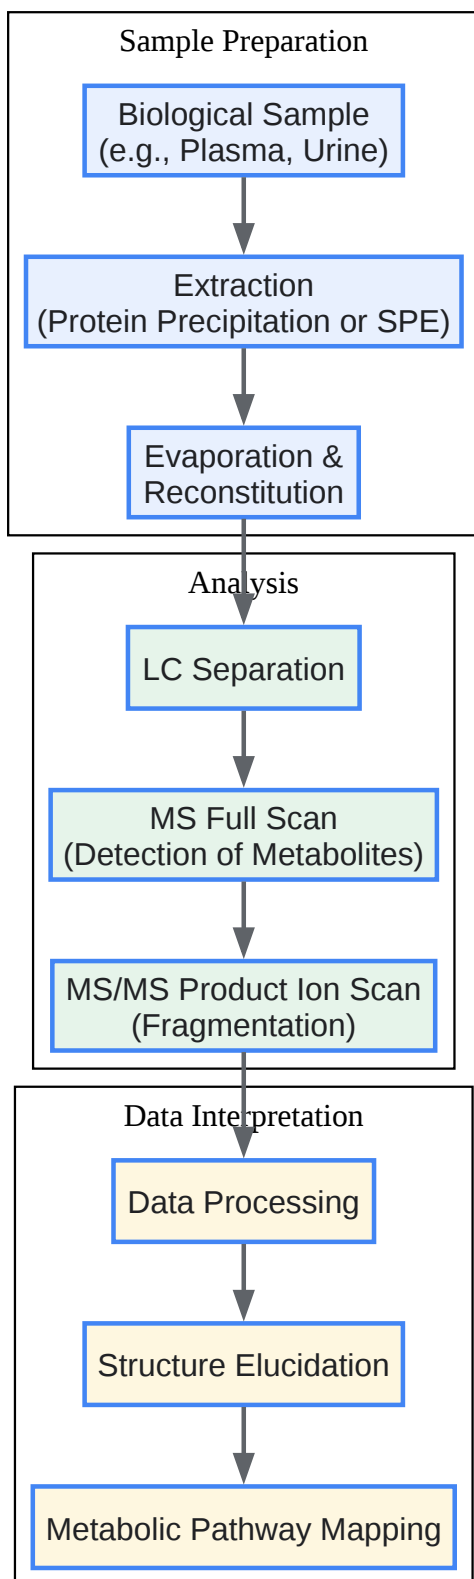 Sample Preparation
Biological Sample
(e.g., Plasma, Urine)
Extraction
(Protein Precipitation or SPE)
Evaporation &
Reconstitution
Analysis
LC Separation
MS Full Scan
(Detection of Metabolites)
MS/MS Product Ion Scan
(Fragmentation)
Data Interpretation
Data Processing
Structure Elucidation
Metabolic Pathway Mapping